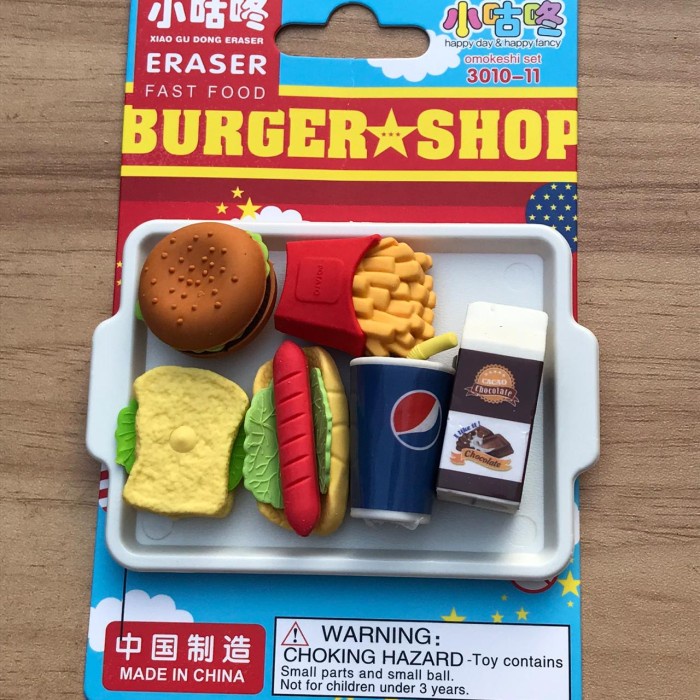 小咕咚
XIAO GU DONG ERASER
ERASER
FAST FOOD
小咕咚
happy day & happy fancy
omokeshi set
3010-11
BURGER★SHOP
POTATO
CACAO
Chocolate
I like it!
Chocolate
中国制造
MADE IN CHINA
WARNING:
CHOKING HAZARD -Toy contains
Small parts and small ball.
Not for children under 3 years.